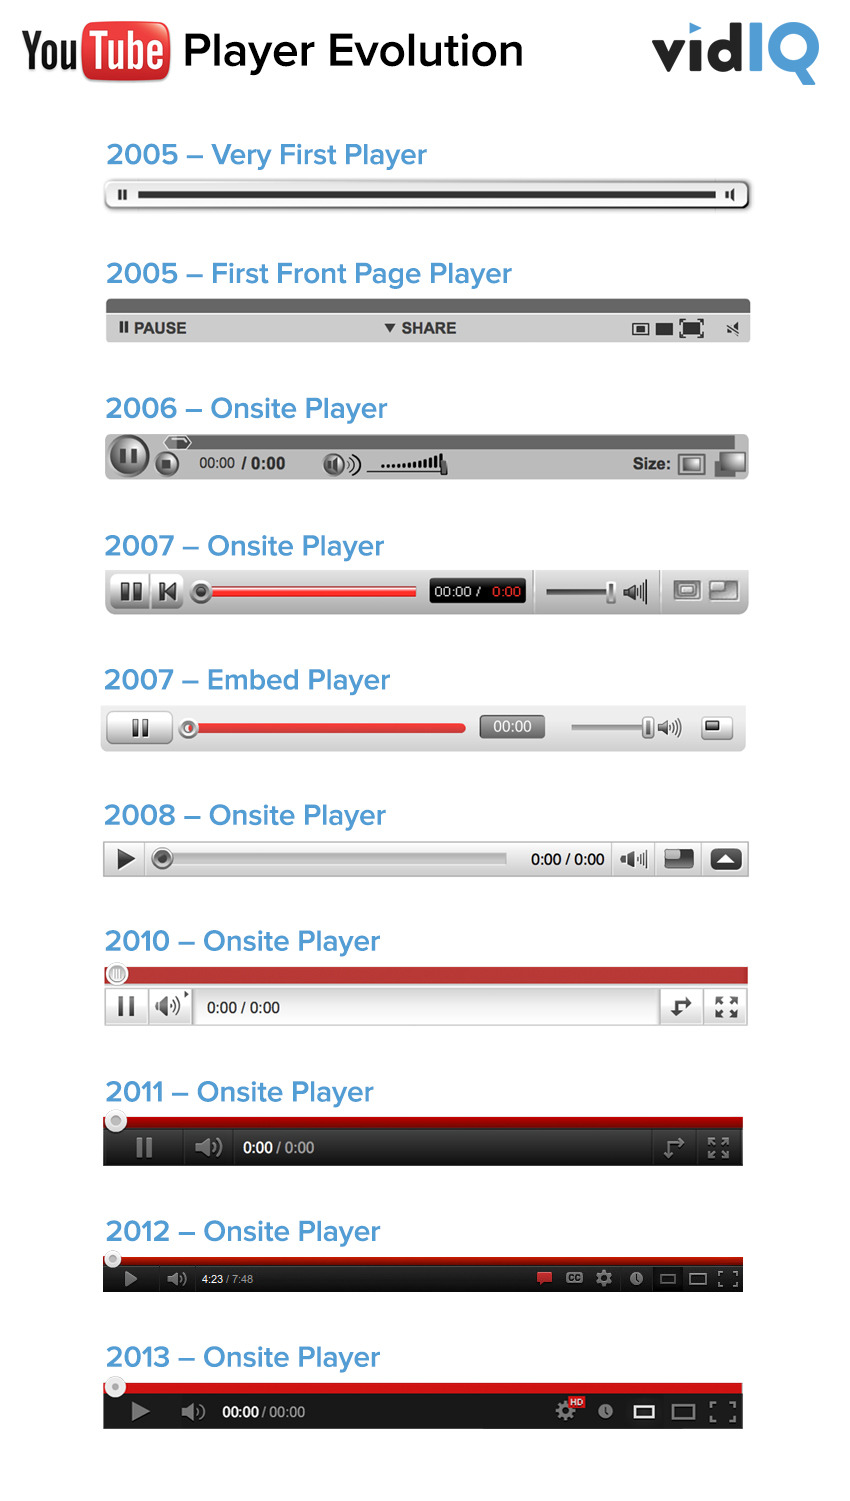 YouTube Player Evolution
vidIQ
2005 – Very First Player
2005 – First Front Page Player
PAUSE
SHARE
2006 – Onsite Player
00:00 / 0:00
Size:
2007 – Onsite Player
00:00 / 0:00
2007 – Embed Player
00:00
2008 – Onsite Player
0:00 / 0:00
2010 – Onsite Player
0:00 / 0:00
2011 – Onsite Player
0:00 / 0:00
2012 – Onsite Player
4:23 / 7:48
CC
2013 – Onsite Player
00:00 / 00:00
HD